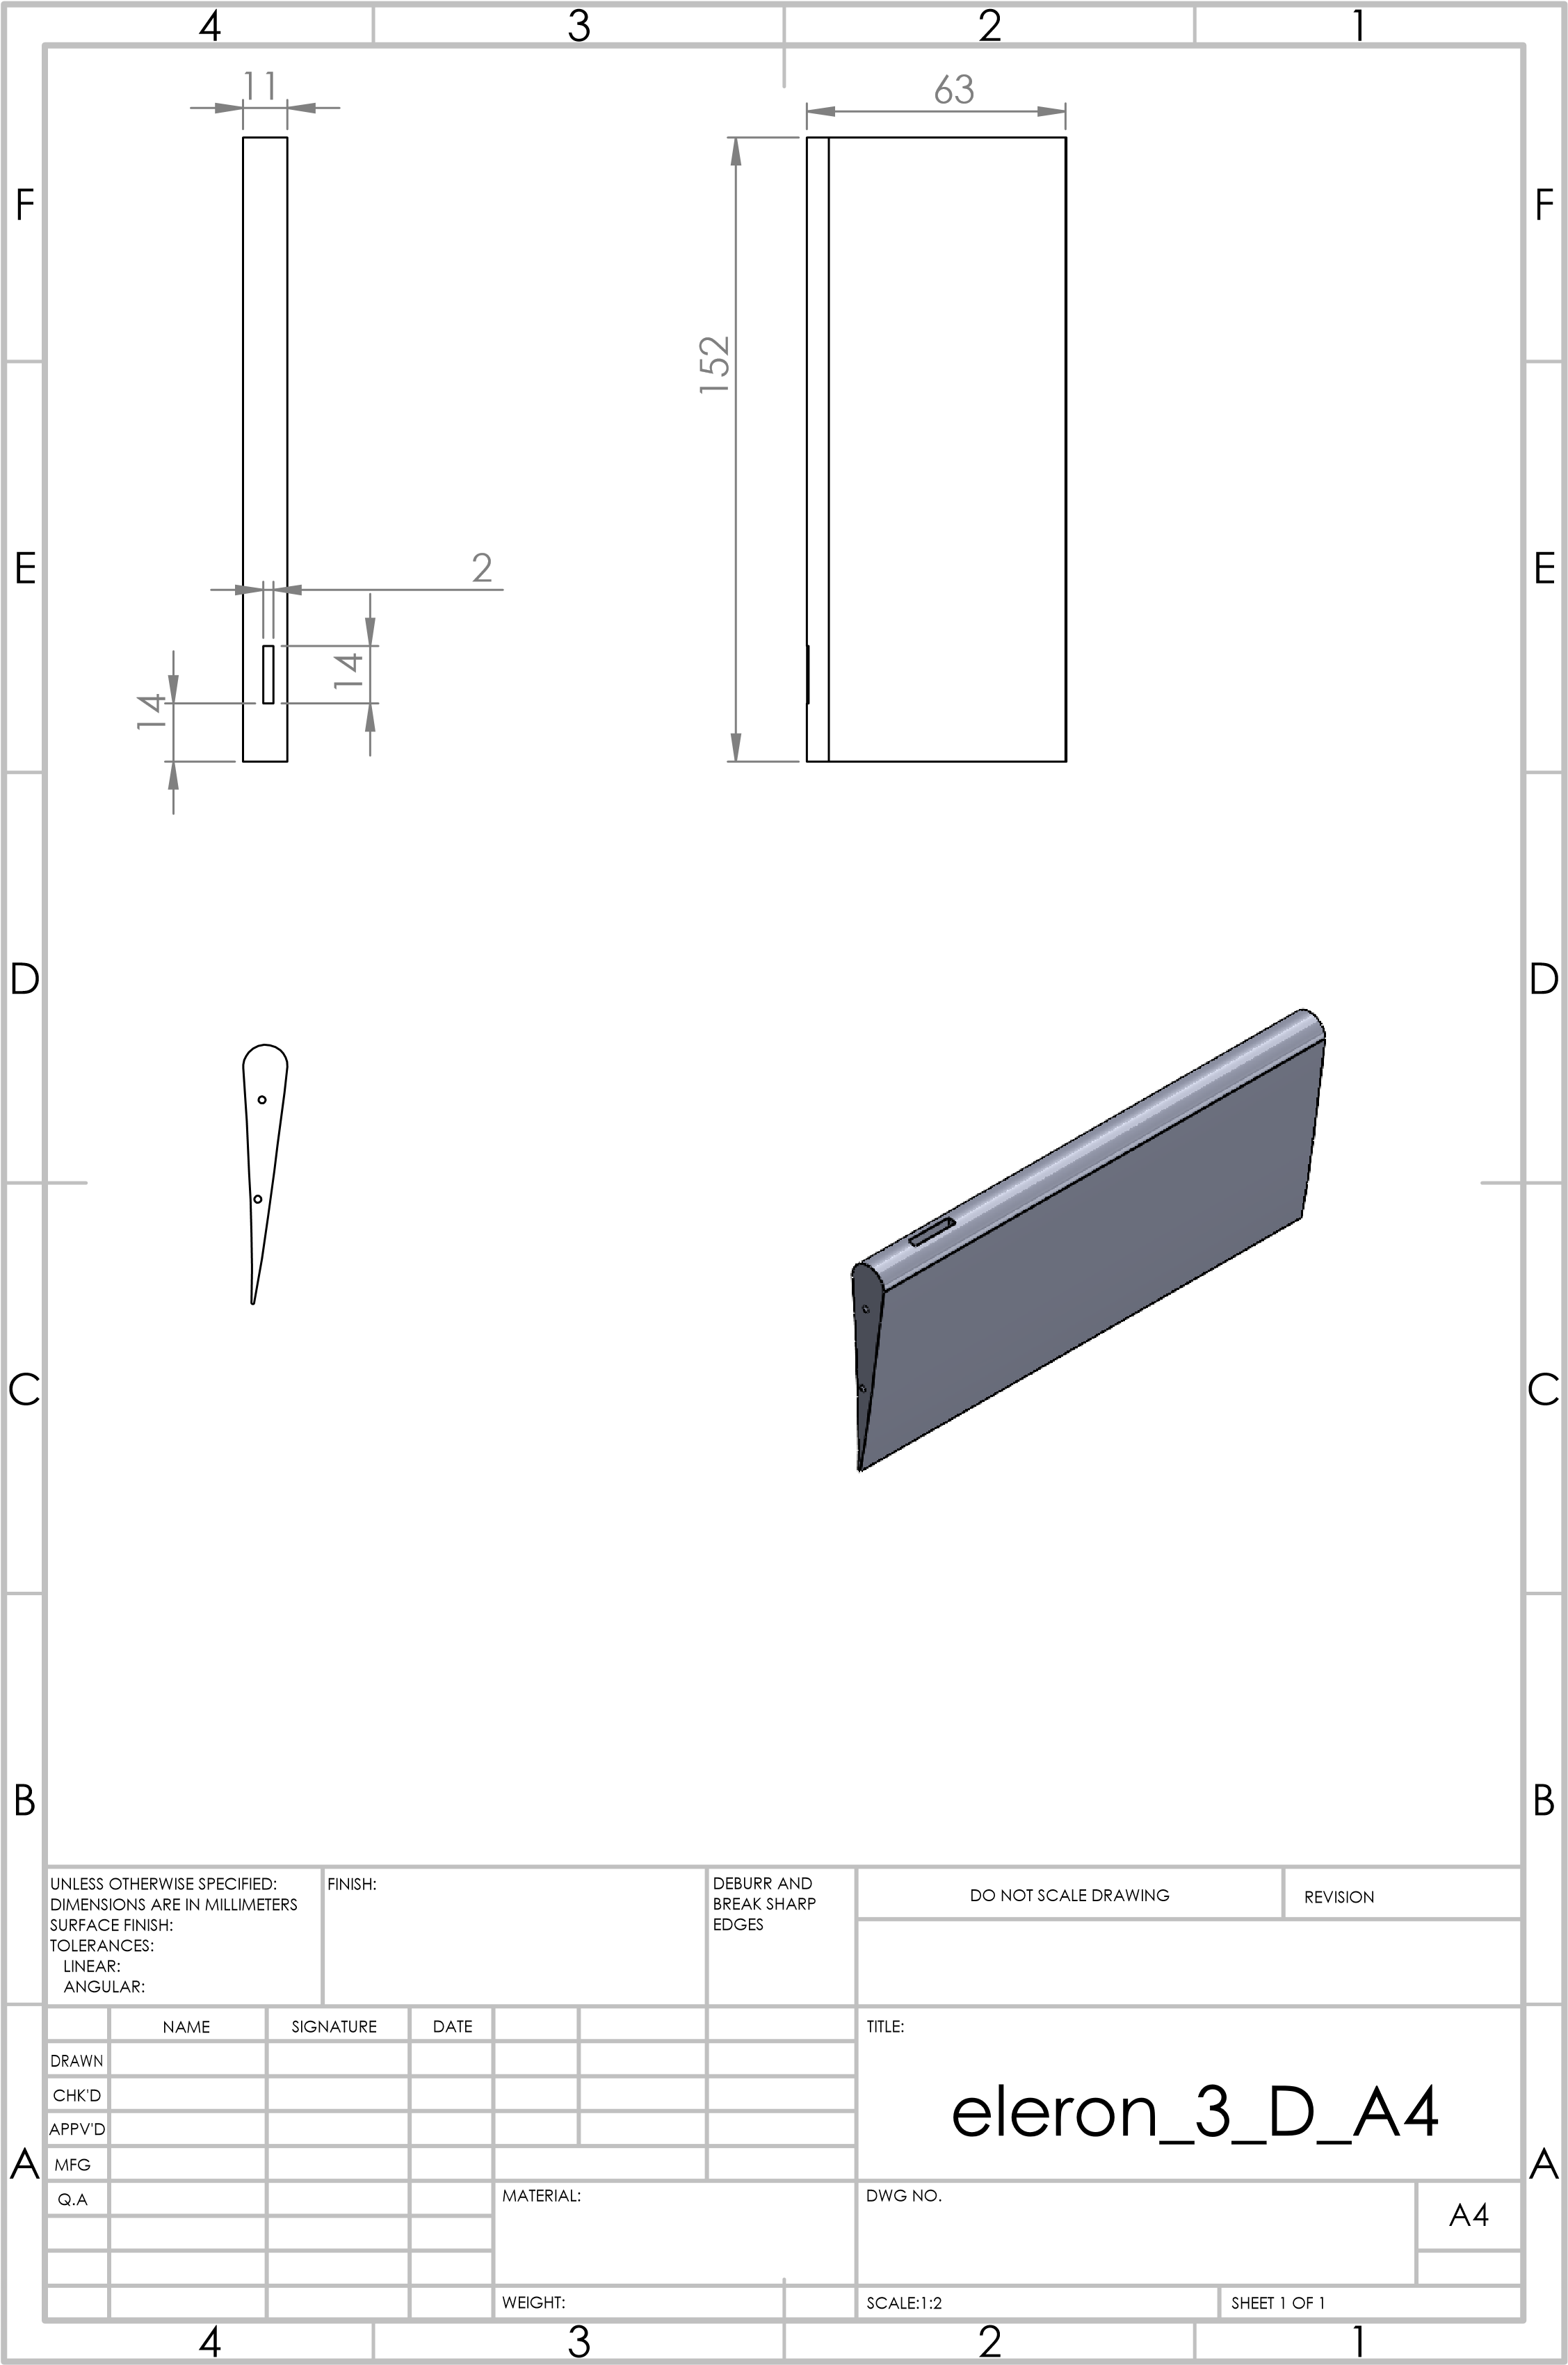 4 3 2 1
11
63
F F
152
E E
2
14
14
D D
C C
B B
UNLESS OTHERWISE SPECIFIED:
DIMENSIONS ARE IN MILLIMETERS
SURFACE FINISH:
TOLERANCES:
LINEAR:
ANGULAR:
FINISH:
DEBURR AND
BREAK SHARP
EDGES
DO NOT SCALE DRAWING
REVISION
NAME SIGNATURE DATE
DRAWN
CHK'D
APPV'D
MFG
Q.A
TITLE:
eleron_3_D_A4
A A
MATERIAL:
DWG NO.
A4
WEIGHT:
SCALE:1:2
SHEET 1 OF 1
4 3 2 1